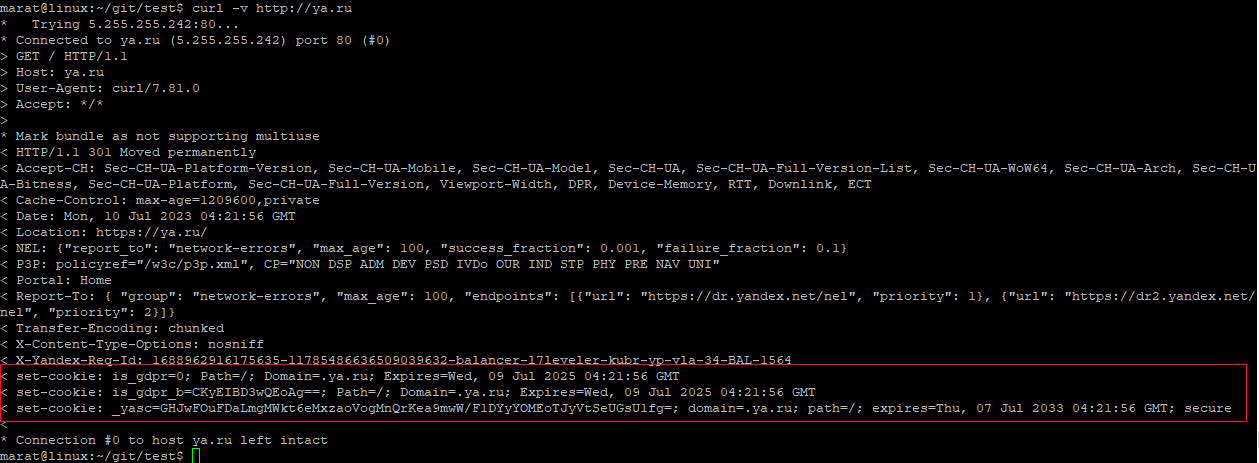 marat@linux:~/git/test$ curl -v http://ya.ru
*   Trying 5.255.255.242:80...
* Connected to ya.ru (5.255.255.242) port 80 (#0)
> GET / HTTP/1.1
> Host: ya.ru
> User-Agent: curl/7.81.0
> Accept: */*
>
* Mark bundle as not supporting multiuse
< HTTP/1.1 301 Moved permanently
< Accept-CH: Sec-CH-UA-Platform-Version, Sec-CH-UA-Mobile, Sec-CH-UA-Model, Sec-CH-UA, Sec-CH-UA-Full-Version-List, Sec-CH-UA-WoW64, Sec-CH-UA-Arch, Sec-CH-U
A-Bitness, Sec-CH-UA-Platform, Sec-CH-UA-Full-Version, Viewport-Width, DPR, Device-Memory, RTT, Downlink, ECT
< Cache-Control: max-age=1209600,private
< Date: Mon, 10 Jul 2023 04:21:56 GMT
< Location: https://ya.ru/
< NEL: {"report_to": "network-errors", "max_age": 100, "success_fraction": 0.001, "failure_fraction": 0.1}
< P3P: policyref="/w3c/p3p.xml", CP="NON DSP ADM DEV PSD IVDo OUR IND STP PHY PRE NAV UNI"
< Portal: Home
< Report-To: { "group": "network-errors", "max_age": 100, "endpoints": [{"url": "https://dr.yandex.net/nel", "priority": 1}, {"url": "https://dr2.yandex.net/
nel", "priority": 2}]}
< Transfer-Encoding: chunked
< X-Content-Type-Options: nosniff
< X-Yandex-Req-Id: 1688962916175635-11785486636509039632-balancer-l7leveler-kubr-yp-vla-34-BAL-1564
< set-cookie: is_gdpr=0; Path=/; Domain=.ya.ru; Expires=Wed, 09 Jul 2025 04:21:56 GMT
< set-cookie: is_gdpr_b=CKyEIBD3wQEoAg==; Path=/; Domain=.ya.ru; Expires=Wed, 09 Jul 2025 04:21:56 GMT
< set-cookie: _yasc=GHJwFOuFDaLmgMWkt6eMxzaoVogMnQrKea9mwW/F1DYyYOMEoTJyVtSeUGsUlfg=; domain=.ya.ru; path=/; expires=Thu, 07 Jul 2033 04:21:56 GMT; secure
<
* Connection #0 to host ya.ru left intact
marat@linux:~/git/test$